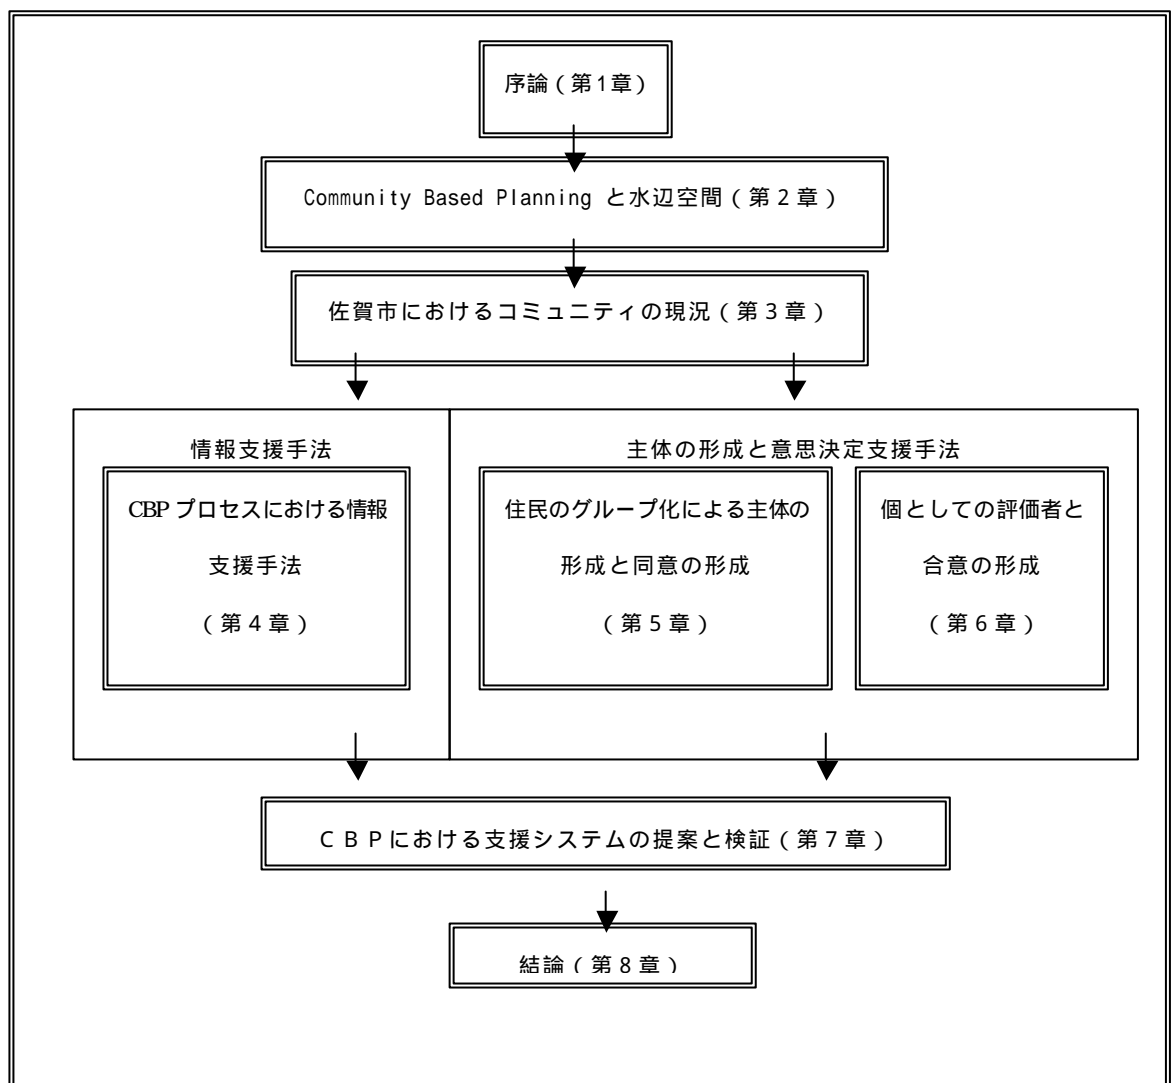 序論（第1章）
Community Based Planning と水辺空間（第２章）
佐賀市におけるコミュニティの現況（第３章）
情報支援手法
CBP プロセスにおける情報
支援手法
（第４章）
主体の形成と意思決定支援手法
住民のグループ化による主体の
形成と同意の形成
（第５章）
個としての評価者と
合意の形成
（第６章）
ＣＢＰにおける支援システムの提案と検証（第７章）
結論（第８章）